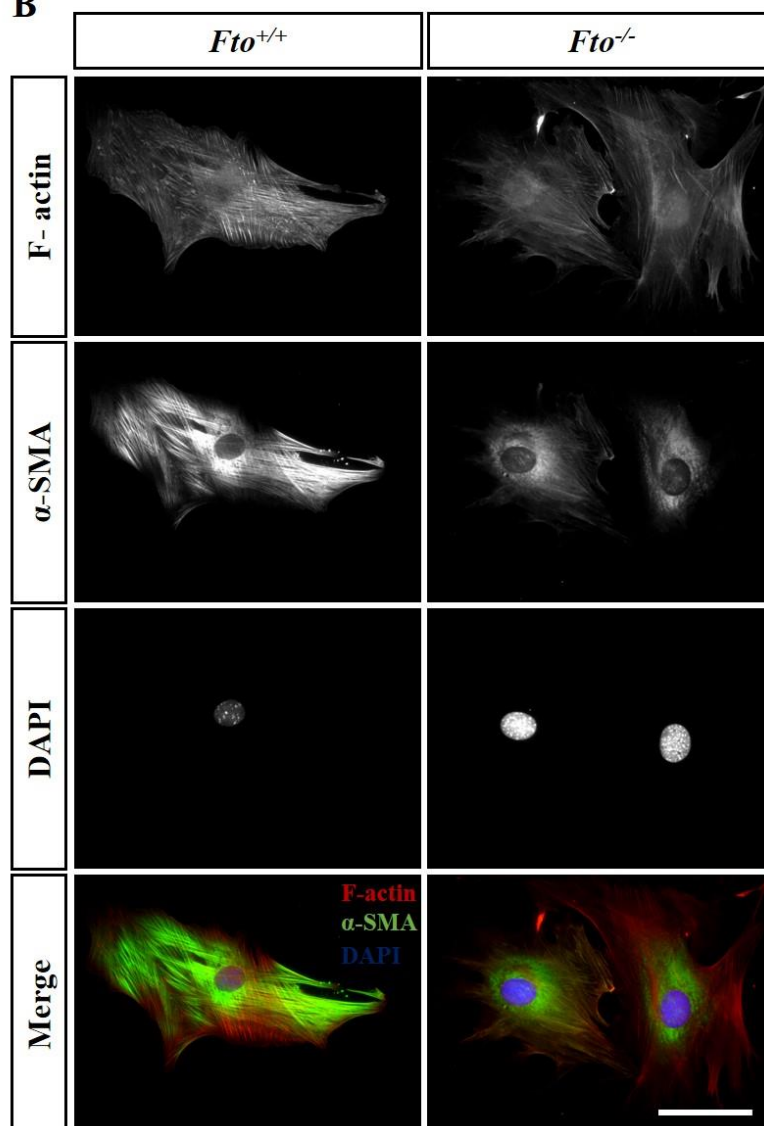 B
Fto+/+
Fto-/-
F- actin
α-SMA
DAPI
Merge
F-actin
α-SMA
DAPI